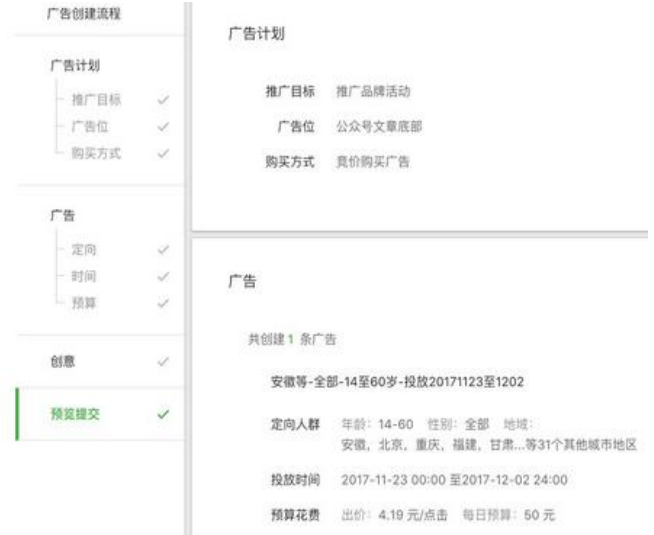 广告创建流程
广告计划
推广目标
广告位
购买方式
广告
定向
时间
预算
创意
预览提交
广告计划
推广目标 推广品牌活动
广告位 公众号文章底部
购买方式 竞价购买广告
广告
共创建 1 条广告
安徽等-全部-14至60岁-投放20171123至1202
定向人群 年龄：14-60 性别：全部 地域：
安徽，北京，重庆，福建，甘肃...等31个其他城市地区
投放时间 2017-11-23 00:00 至2017-12-02 24:00
预算花费 出价：4.19 元/点击 每日预算：50 元